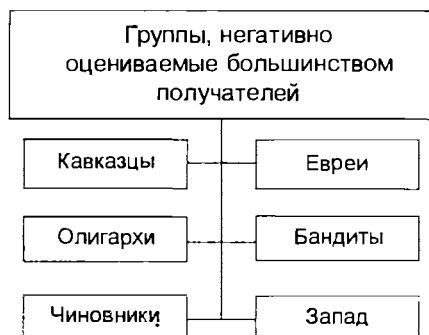 Группы, негативно
оцениваемые большинством
получателей
Кавказцы
Евреи
Олигархи
Бандиты
Чиновники
Запад